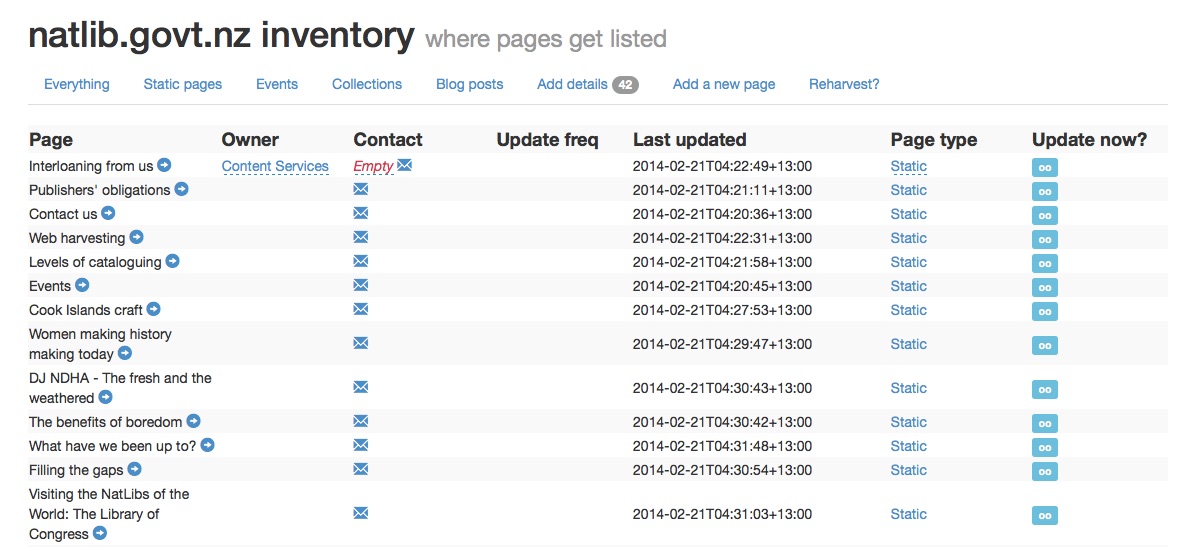 natlib.govt.nz inventory where pages get listed
Everything Static pages Events Collections Blog posts Add details 42 Add a new page Reharvest?
Page Owner Contact Update freq Last updated Page type Update now?
Interloaning from us Content Services Empty 2014-02-21T04:22:49+13:00 Static
Publishers' obligations 2014-02-21T04:21:11+13:00 Static
Contact us 2014-02-21T04:20:36+13:00 Static
Web harvesting 2014-02-21T04:22:31+13:00 Static
Levels of cataloguing 2014-02-21T04:21:58+13:00 Static
Events 2014-02-21T04:20:45+13:00 Static
Cook Islands craft 2014-02-21T04:27:53+13:00 Static
Women making history
making today 2014-02-21T04:29:47+13:00 Static
DJ NDHA - The fresh and the
weathered 2014-02-21T04:30:43+13:00 Static
The benefits of boredom 2014-02-21T04:30:42+13:00 Static
What have we been up to? 2014-02-21T04:31:48+13:00 Static
Filling the gaps 2014-02-21T04:30:54+13:00 Static
Visiting the NatLibs of the
World: The Library of 2014-02-21T04:31:03+13:00 Static
Congress